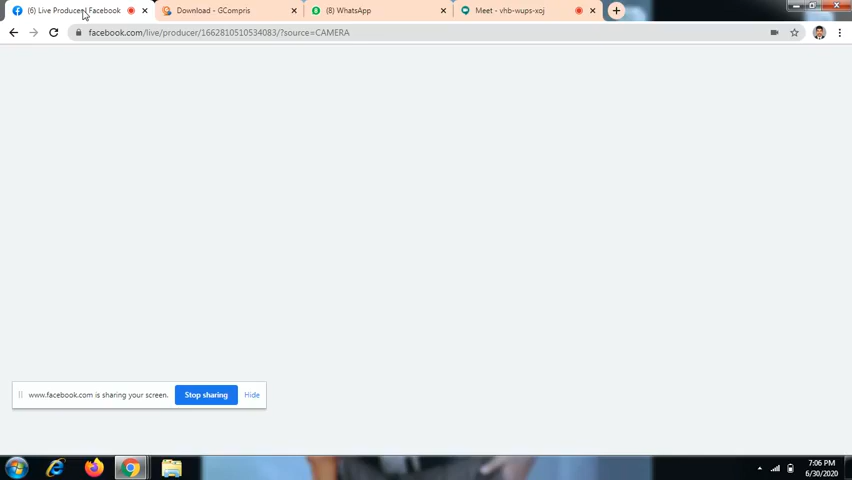 (6) Live Producer | Facebook
Download - GCompris
(8) WhatsApp
Meet - vhb-wups-xoj
facebook.com/live/producer/1662810510534083/?source=CAMERA
www.facebook.com is sharing your screen. Stop sharing Hide
7:06 PM
6/30/2020